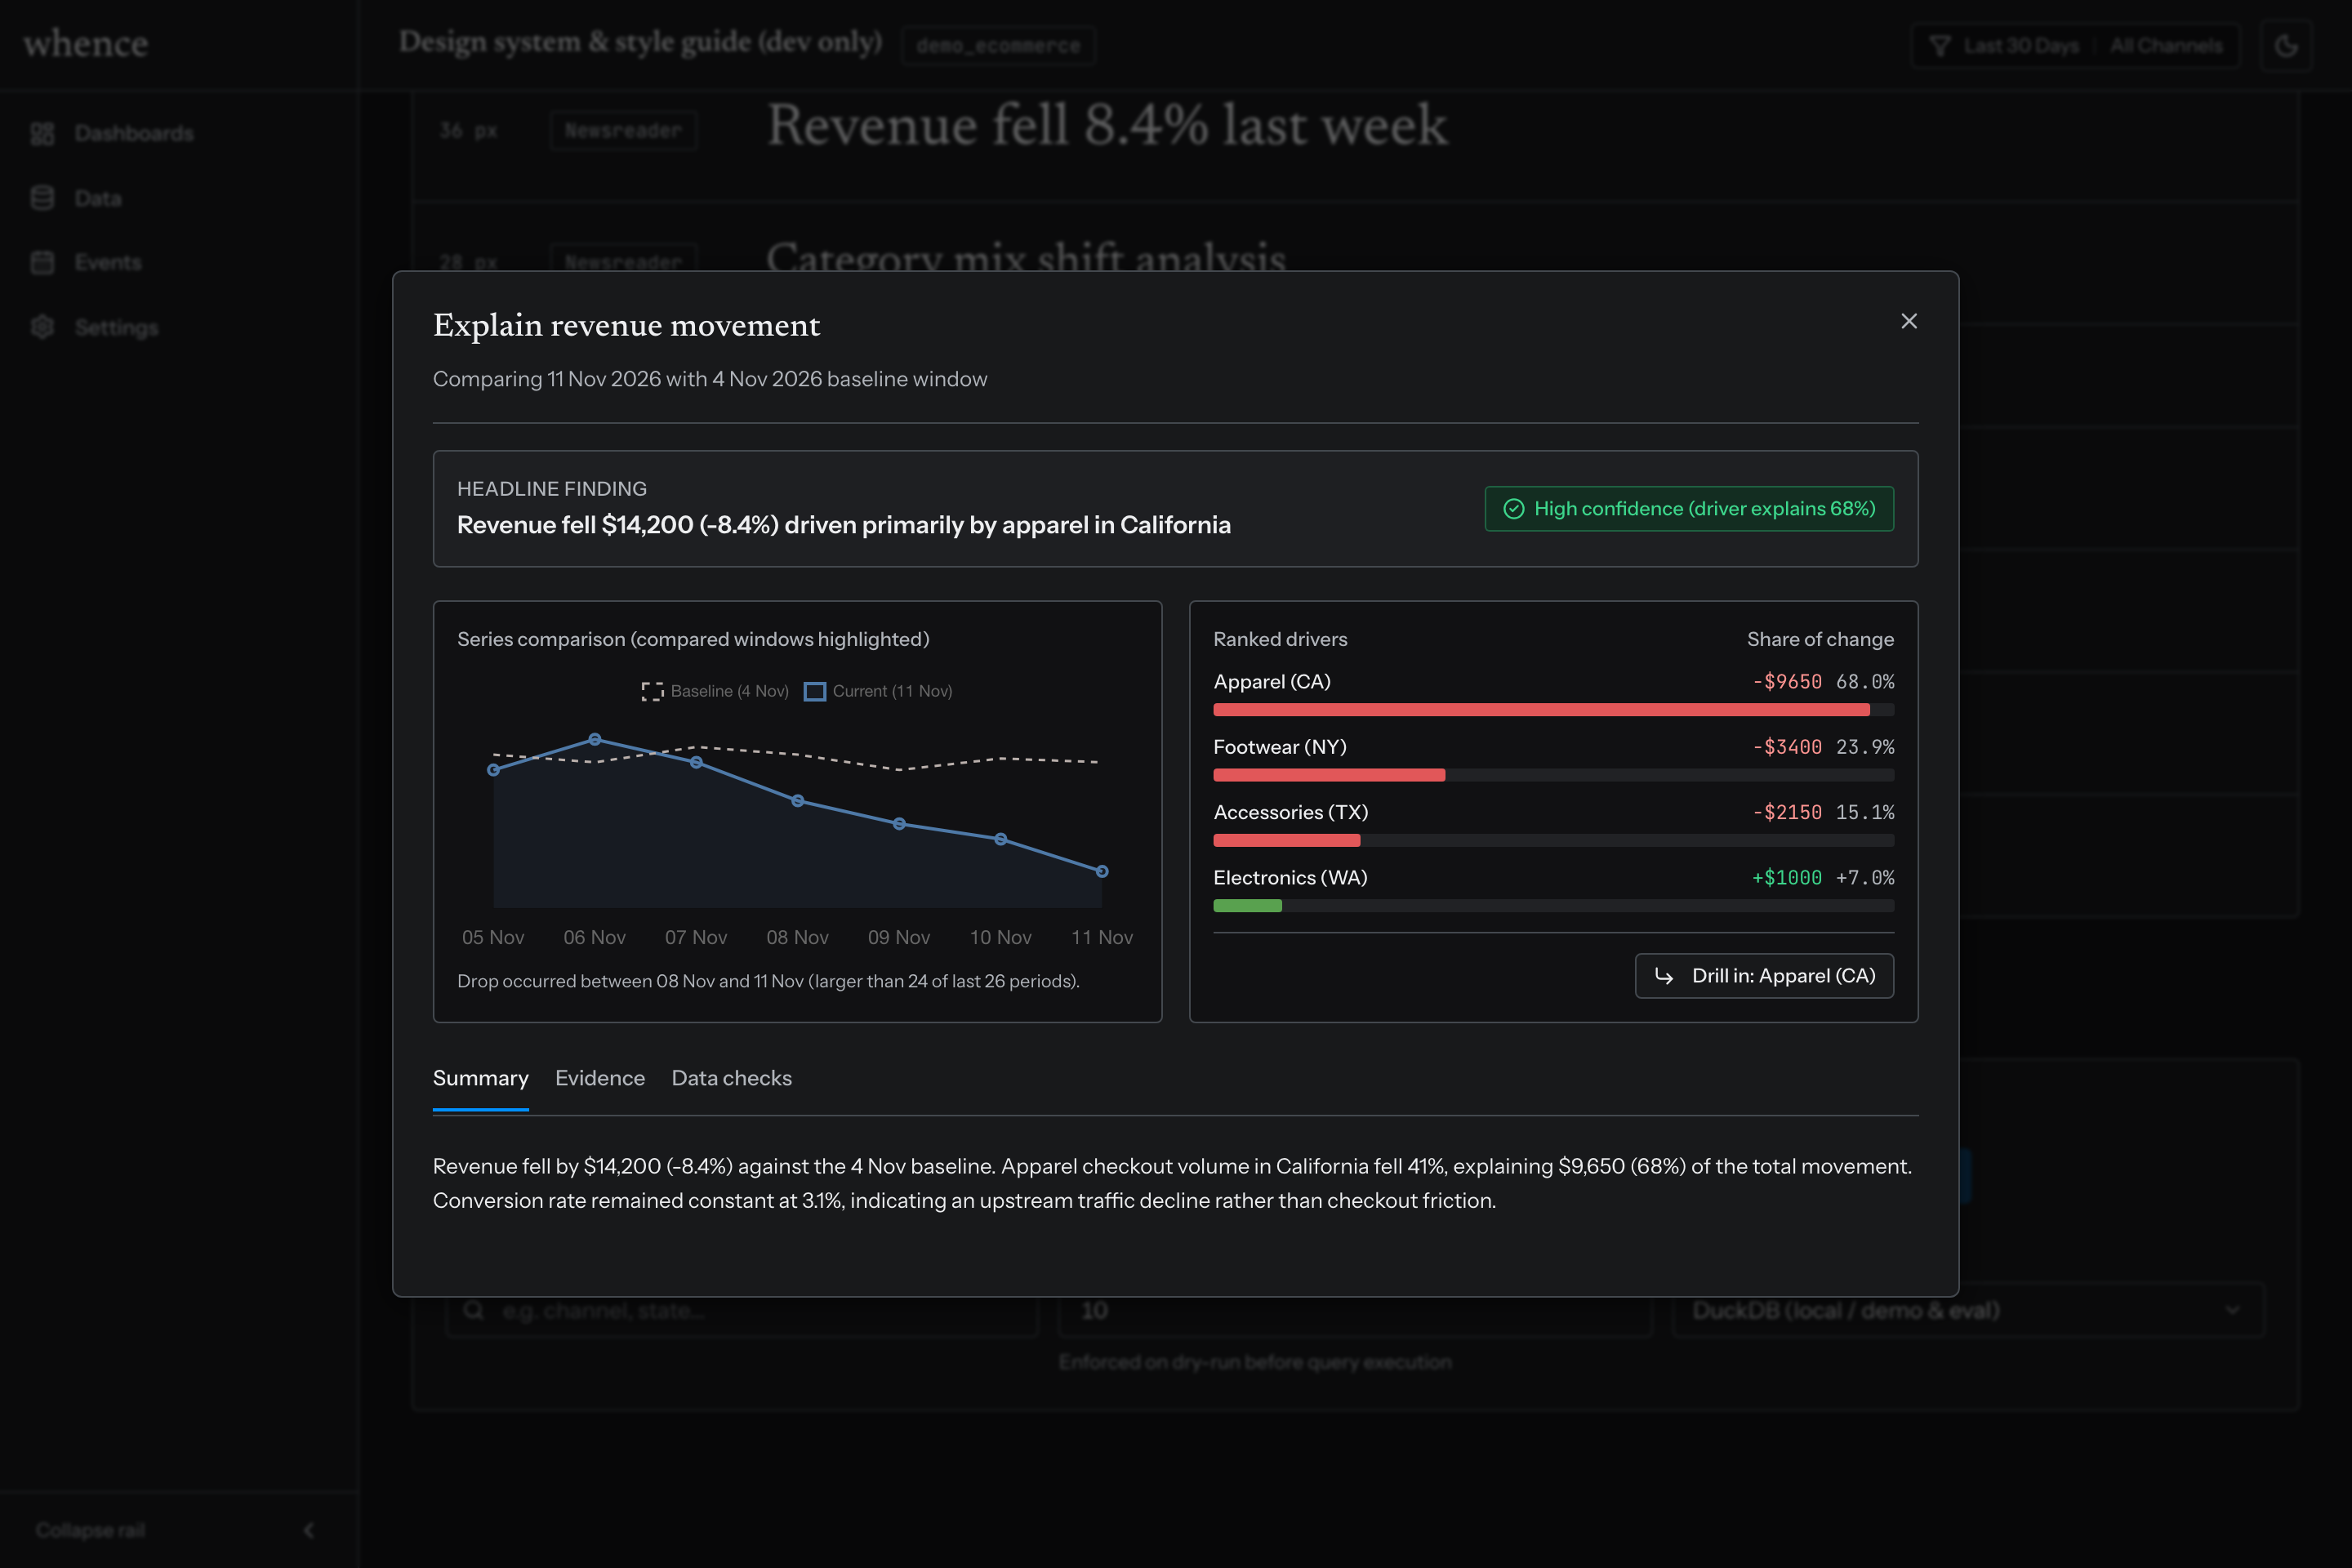 whence
Design system & style guide (dev only)
demo_ecommerce
Last 30 Days | All Channels
Dashboards
Data
Events
Settings
36 px
Newsreader
Revenue fell 8.4% last week
28 px
Newsreader
Category mix shift analysis
Explain revenue movement
Comparing 11 Nov 2026 with 4 Nov 2026 baseline window
HEADLINE FINDING
Revenue fell $14,200 (-8.4%) driven primarily by apparel in California
High confidence (driver explains 68%)
Series comparison (compared windows highlighted)
Baseline (4 Nov)
Current (11 Nov)
05 Nov 06 Nov 07 Nov 08 Nov 09 Nov 10 Nov 11 Nov
Drop occurred between 08 Nov and 11 Nov (larger than 24 of last 26 periods).
Ranked drivers
Share of change
Apparel (CA) -$9650 68.0%
Footwear (NY) -$3400 23.9%
Accessories (TX) -$2150 15.1%
Electronics (WA) +$1000 +7.0%
Drill in: Apparel (CA)
Summary
Evidence
Data checks
Revenue fell by $14,200 (-8.4%) against the 4 Nov baseline. Apparel checkout volume in California fell 41%, explaining $9,650 (68%) of the total movement.
Conversion rate remained constant at 3.1%, indicating an upstream traffic decline rather than checkout friction.
e.g. channel, state...
10
DuckDB (local / demo & eval)
Enforced on dry-run before query execution
Collapse rail